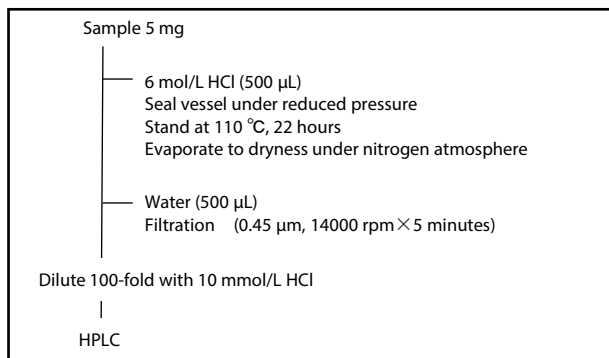 Sample 5 mg
6 mol/L HCl (500 µL)
Seal vessel under reduced pressure
Stand at 110 ℃, 22 hours
Evaporate to dryness under nitrogen atmosphere
Water (500 µL)
Filtration (0.45 µm, 14000 rpm×5 minutes)
Dilute 100-fold with 10 mmol/L HCl
HPLC